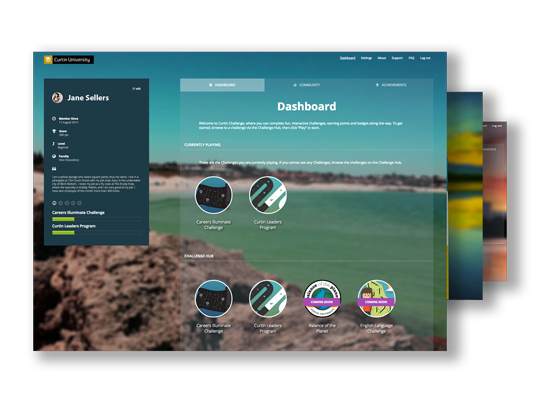 Curtin University
Dashboard Settings About Support FAQ Log out
edit
Jane Sellers
Member Since
Score
Level
Beginner
Faculty
Careers Illuminate Challenge
Curtin Leaders Program
DASHBOARD COMMUNITY ACHIEVEMENTS
Dashboard
Welcome to Curtin Challenge, where you can complete fun, interactive challenges, earning points and badges along the way. To get
started, browse to a challenge via the Challenge Hub, then click "Play" to start.
CURRENTLY PLAYING
These are the Challenges you are currently playing. If you cannot see any Challenges, browse the challenges on the Challenge Hub.
Careers Illuminate
Challenge
Curtin Leaders
Program
CHALLENGE HUB
COMING SOON
COMING SOON
Careers Illuminate
Challenge
Curtin Leaders
Program
Balance of the
Planet
English Language
Challenge
Log out